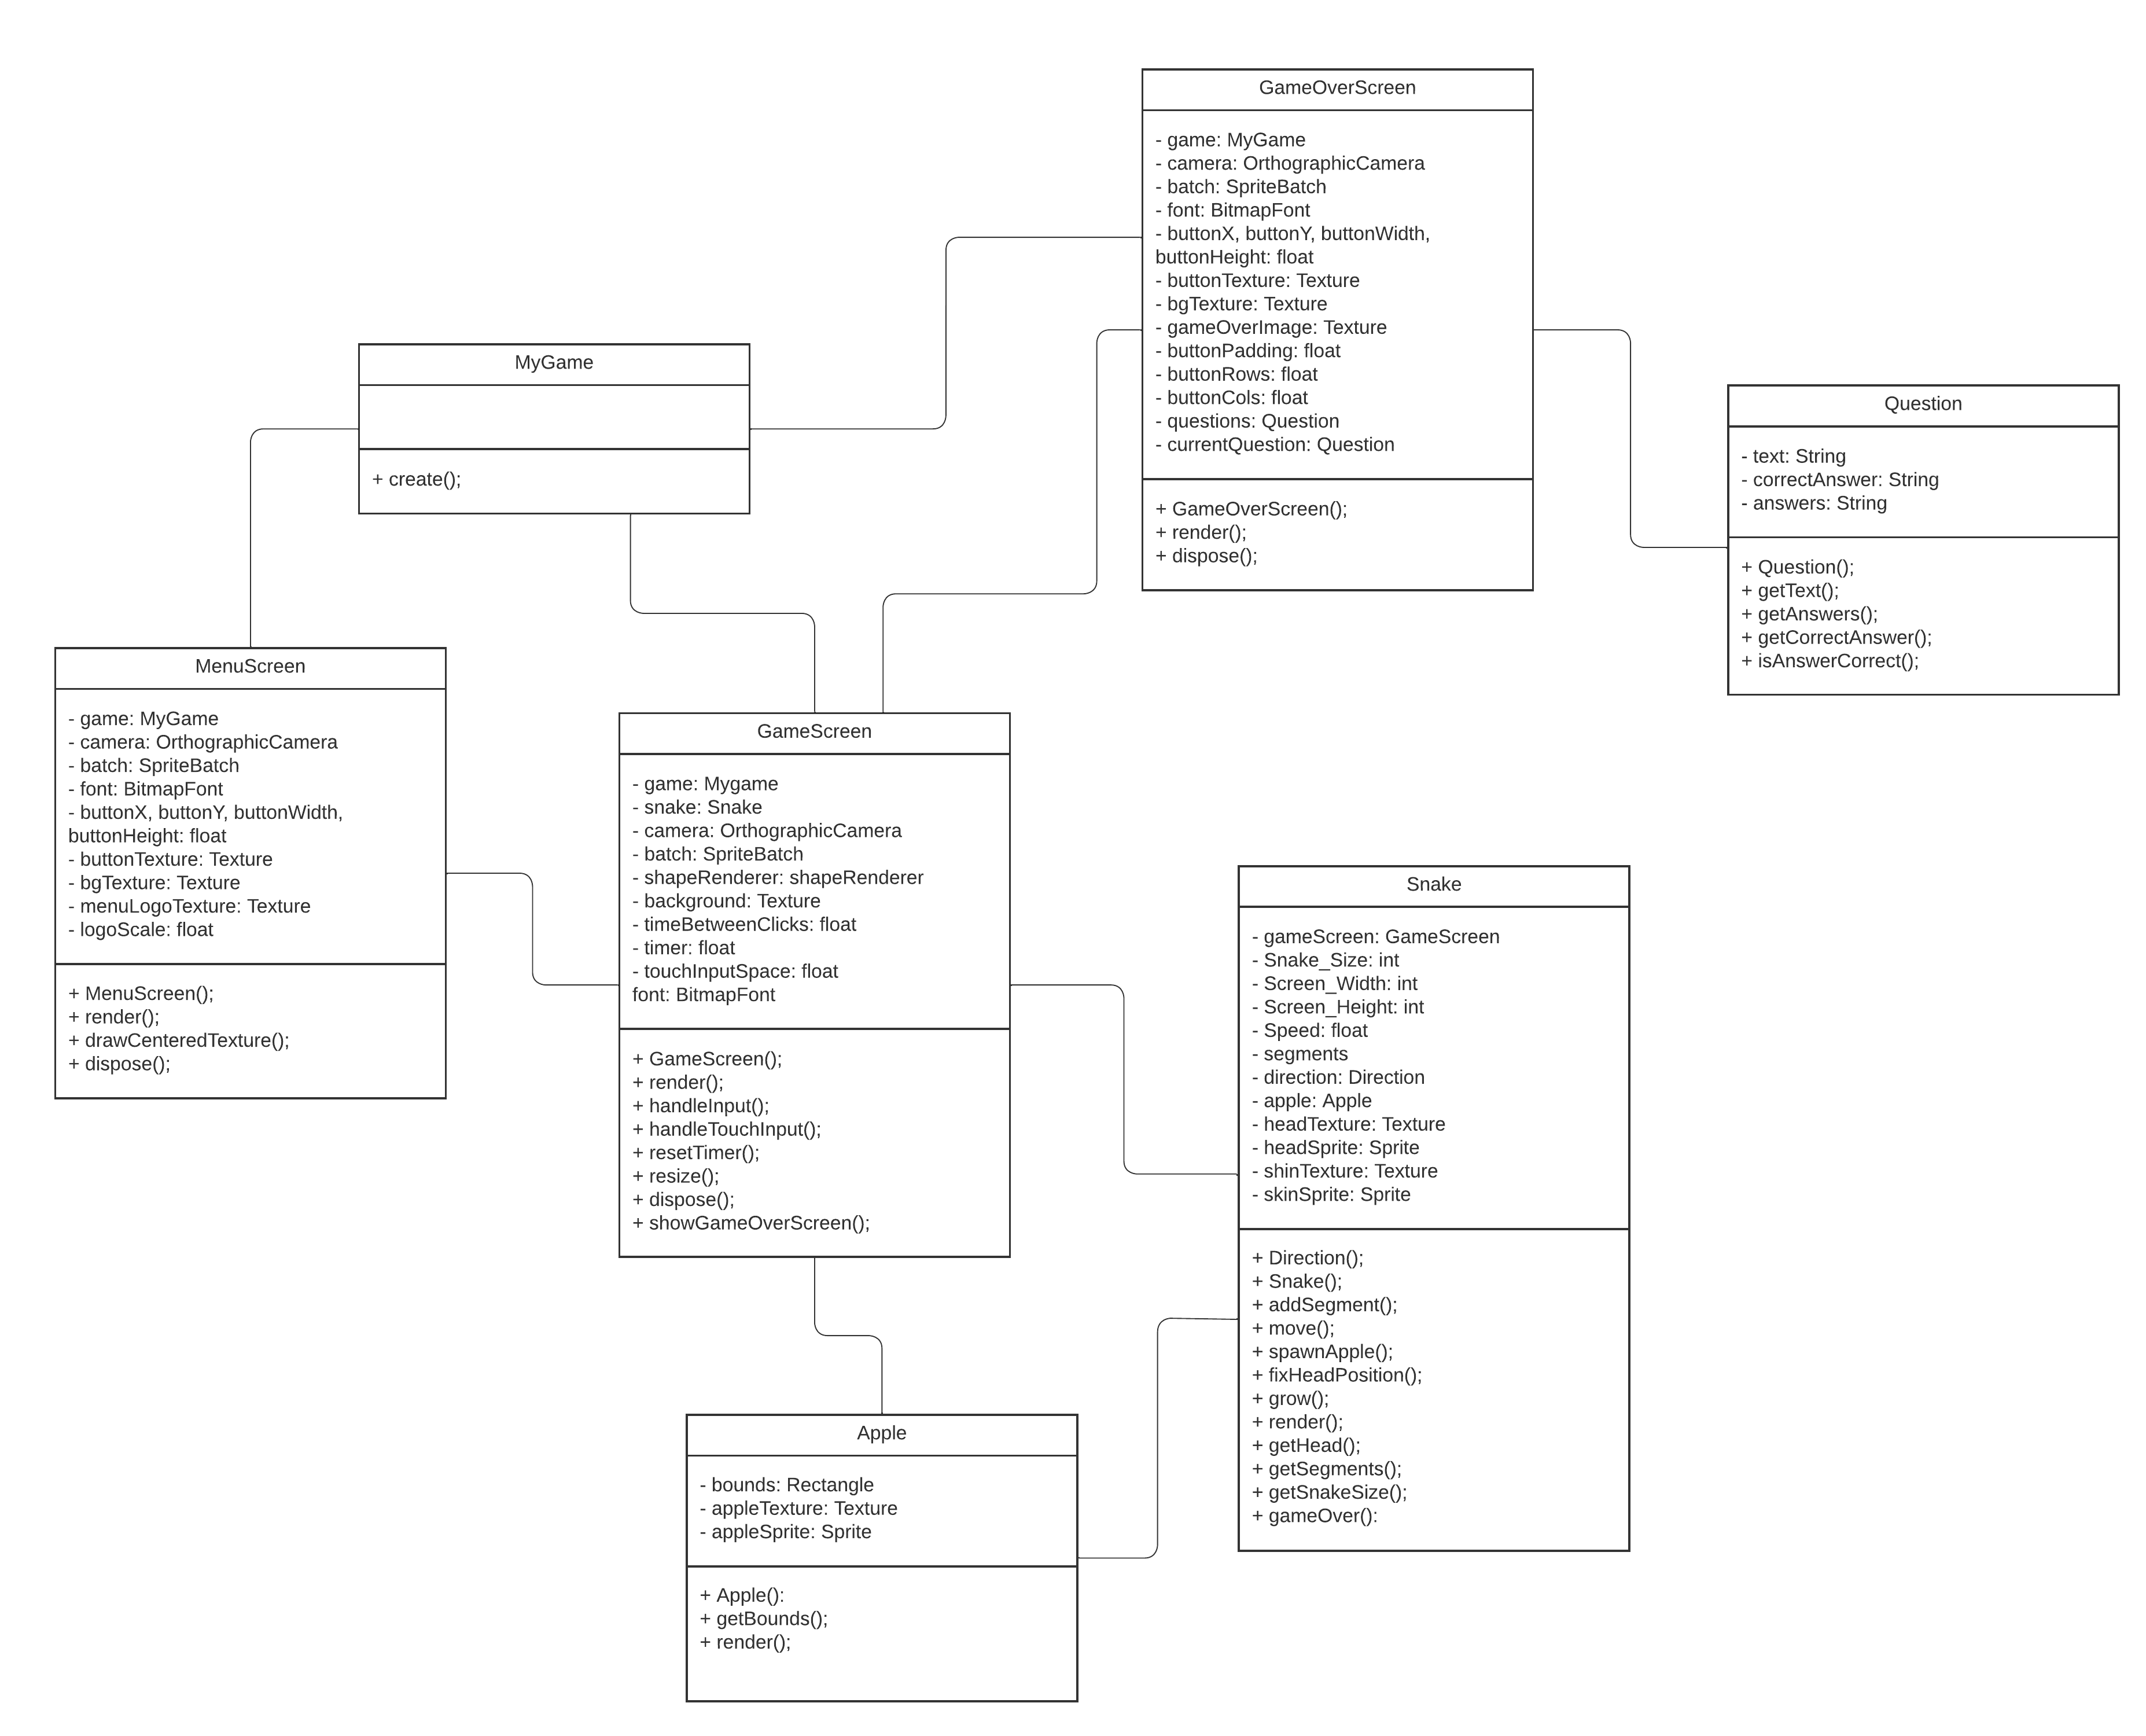 GameOverScreen
- game: MyGame
- camera: OrthographicCamera
- batch: SpriteBatch
- font: BitmapFont
- buttonX, buttonY, buttonWidth,
buttonHeight: float
- buttonTexture: Texture
- bgTexture: Texture
- gameOverImage: Texture
- buttonPadding: float
- buttonRows: float
- buttonCols: float
- questions: Question
- currentQuestion: Question
+ GameOverScreen();
+ render();
+ dispose();
MyGame
+ create();
Question
- text: String
- correctAnswer: String
- answers: String
+ Question();
+ getText();
+ getAnswers();
+ getCorrectAnswer();
+ isAnswerCorrect();
MenuScreen
- game: MyGame
- camera: OrthographicCamera
- batch: SpriteBatch
- font: BitmapFont
- buttonX, buttonY, buttonWidth,
buttonHeight: float
- buttonTexture: Texture
- bgTexture: Texture
- menuLogoTexture: Texture
- logoScale: float
+ MenuScreen();
+ render();
+ drawCenteredTexture();
+ dispose();
GameScreen
- game: Mygame
- snake: Snake
- camera: OrthographicCamera
- batch: SpriteBatch
- shapeRenderer: shapeRenderer
- background: Texture
- timeBetweenClicks: float
- timer: float
- touchInputSpace: float
font: BitmapFont
+ GameScreen();
+ render();
+ handleInput();
+ handleTouchInput();
+ resetTimer();
+ resize();
+ dispose();
+ showGameOverScreen();
Snake
- gameScreen: GameScreen
- Snake_Size: int
- Screen_Width: int
- Screen_Height: int
- Speed: float
- segments
- direction: Direction
- apple: Apple
- headTexture: Texture
- headSprite: Sprite
- shinTexture: Texture
- skinSprite: Sprite
+ Direction();
+ Snake();
+ addSegment();
+ move();
+ spawnApple();
+ fixHeadPosition();
+ grow();
+ render();
+ getHead();
+ getSegments();
+ getSnakeSize();
+ gameOver():
Apple
- bounds: Rectangle
- appleTexture: Texture
- appleSprite: Sprite
+ Apple():
+ getBounds();
+ render();